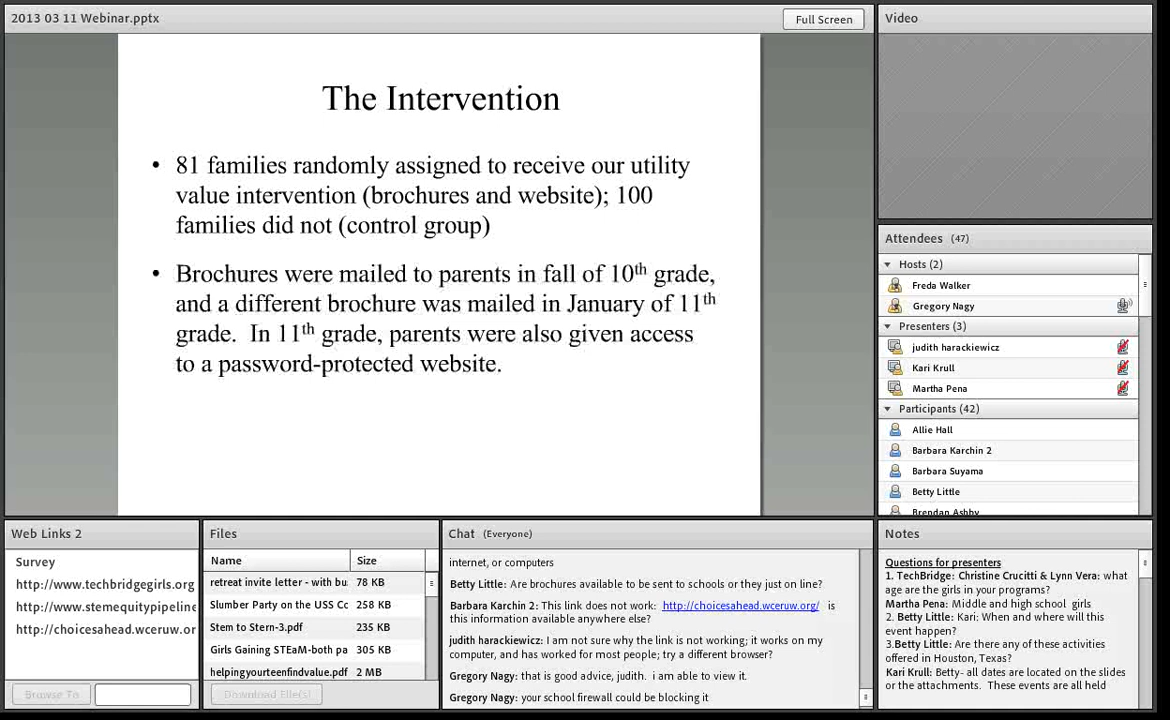 2013 03 11 Webinar.pptx
Full Screen
The Intervention
• 81 families randomly assigned to receive our utility
value intervention (brochures and website); 100
families did not (control group)
• Brochures were mailed to parents in fall of 10th grade,
and a different brochure was mailed in January of 11th
grade. In 11th grade, parents were also given access
to a password-protected website.
Video
Attendees (47)
Hosts (2)
Freda Walker
Gregory Nagy
Presenters (3)
judith harackiewicz
Kari Krull
Martha Pena
Participants (42)
Allie Hall
Barbara Karchin 2
Barbara Suyama
Betty Little
Brendan Ashby
Web Links 2
Survey
http://www.techbridgegirls.org
http://www.stemequitypipeline
http://choicesahead.wceruw.or
Browse To
Files
Name Size
retreat invite letter - with bu 78 KB
Slumber Party on the USS Cc 258 KB
Stem to Stern-3.pdf 235 KB
Girls Gaining STEaM-both pa 305 KB
helpingyourteenfindvalue.pdf 2 MB
Download File(s)
Chat (Everyone)
internet, or computers
Betty Little: Are brochures available to be sent to schools or they just on line?
Barbara Karchin 2: This link does not work: http://choicesahead.wceruw.org/ is
this information available anywhere else?
judith harackiewicz: I am not sure why the link is not working; it works on my
computer, and has worked for most people; try a different browser?
Gregory Nagy: that is good advice, judith. i am able to view it.
Gregory Nagy: your school firewall could be blocking it
Notes
Questions for presenters
1. TechBridge: Christine Crucitti & Lynn Vera: what
age are the girls in your programs?
Martha Pena: Middle and high school girls
2. Betty Little: Kari: When and where will this
event happen?
3.Betty Little: Are there any of these activities
offered in Houston, Texas?
Kari Krull: Betty- all dates are located on the slides
or the attachments. These events are all held